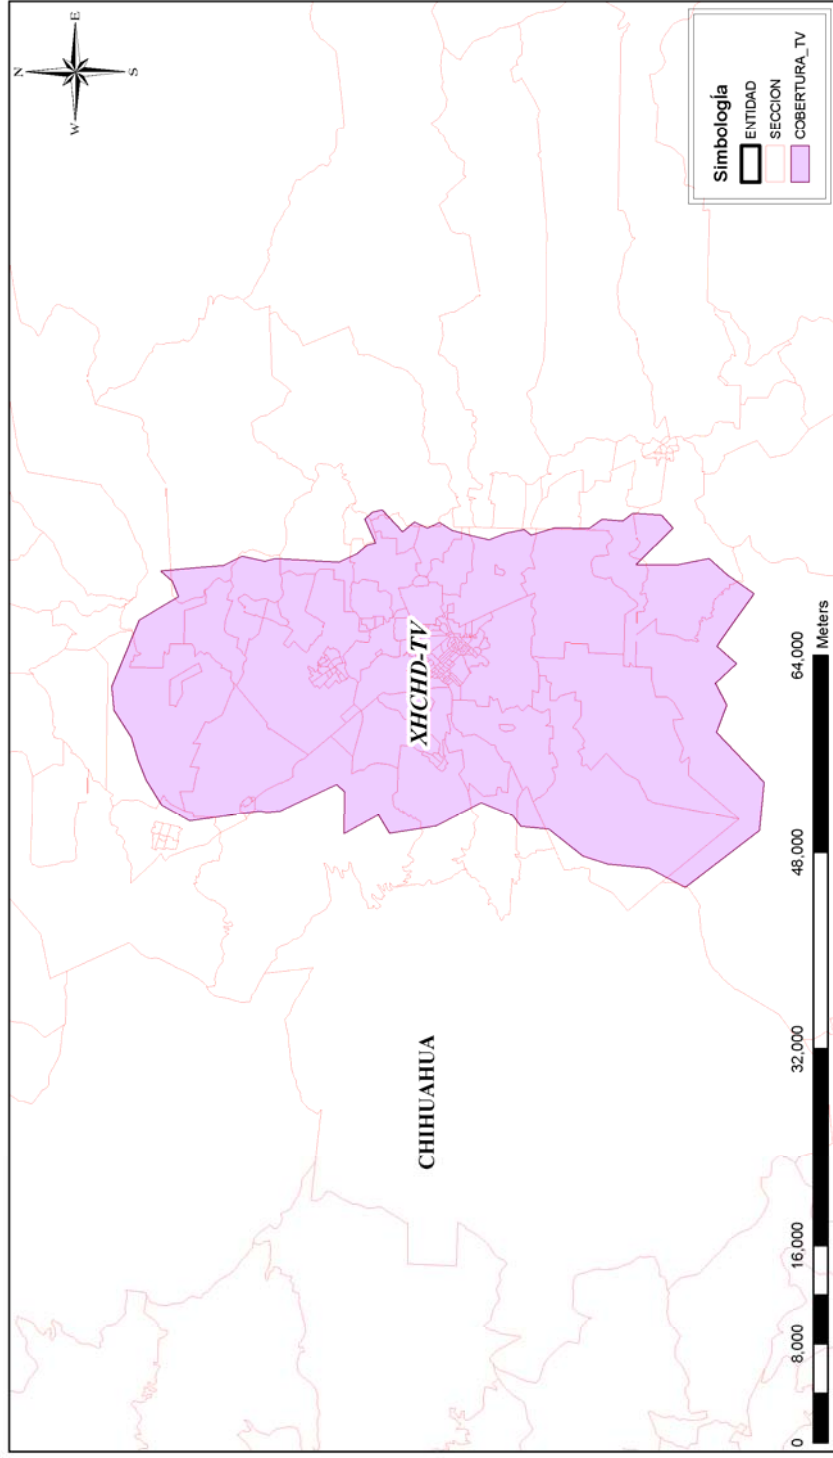 N
W
E
S
XHCHD-TV
CHIHUAHUA
Simbología
ENTIDAD
SECCION
COBERTURA_TV
0 8,000 16,000 32,000 48,000 64,000
Meters